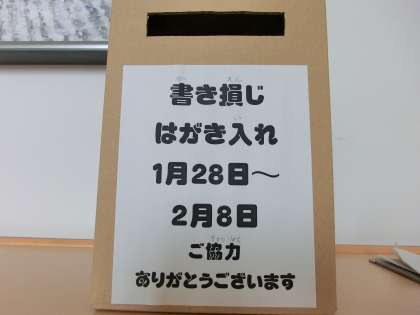 書き損じ
はがき入れ
1月28日～
2月8日
ご協力
ありがとうございます